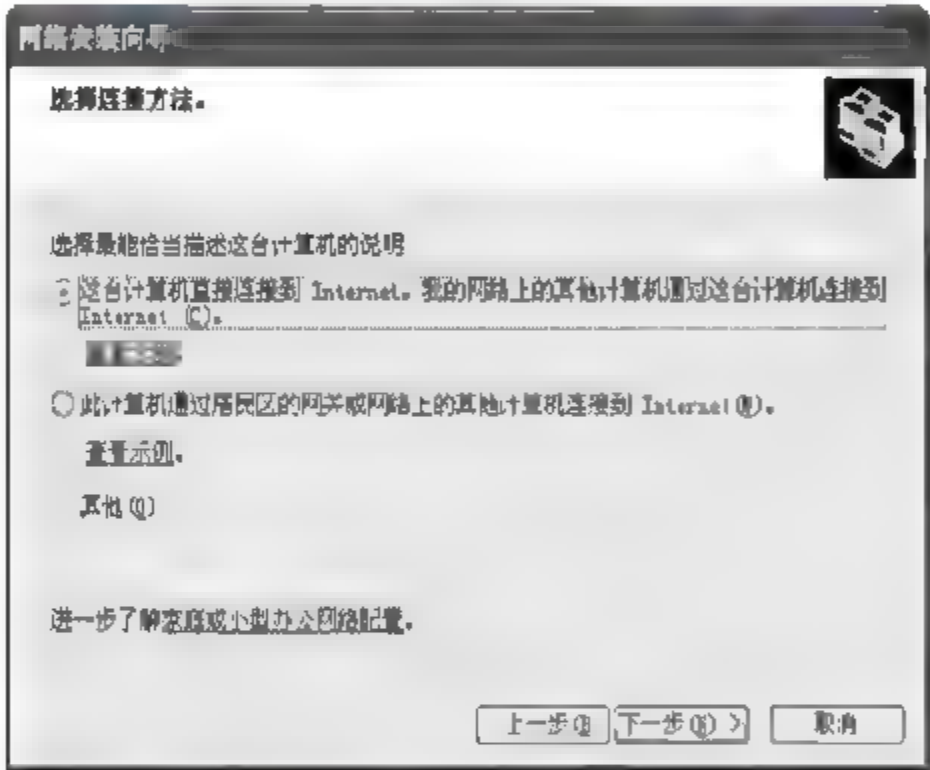 网络安装向导
选择连接方法。
选择最能恰当描述这台计算机的说明
这台计算机直接连接到 Internet。我的网络上的其他计算机通过这台计算机连接到
Internet (C)。
此计算机通过居民区的网关或网络上的其他计算机连接到 Internet(N)。
查看示例。
其他(O)
进一步了解家庭或小型办公网络配置。
上一步(B)
下一步(N) >
取消